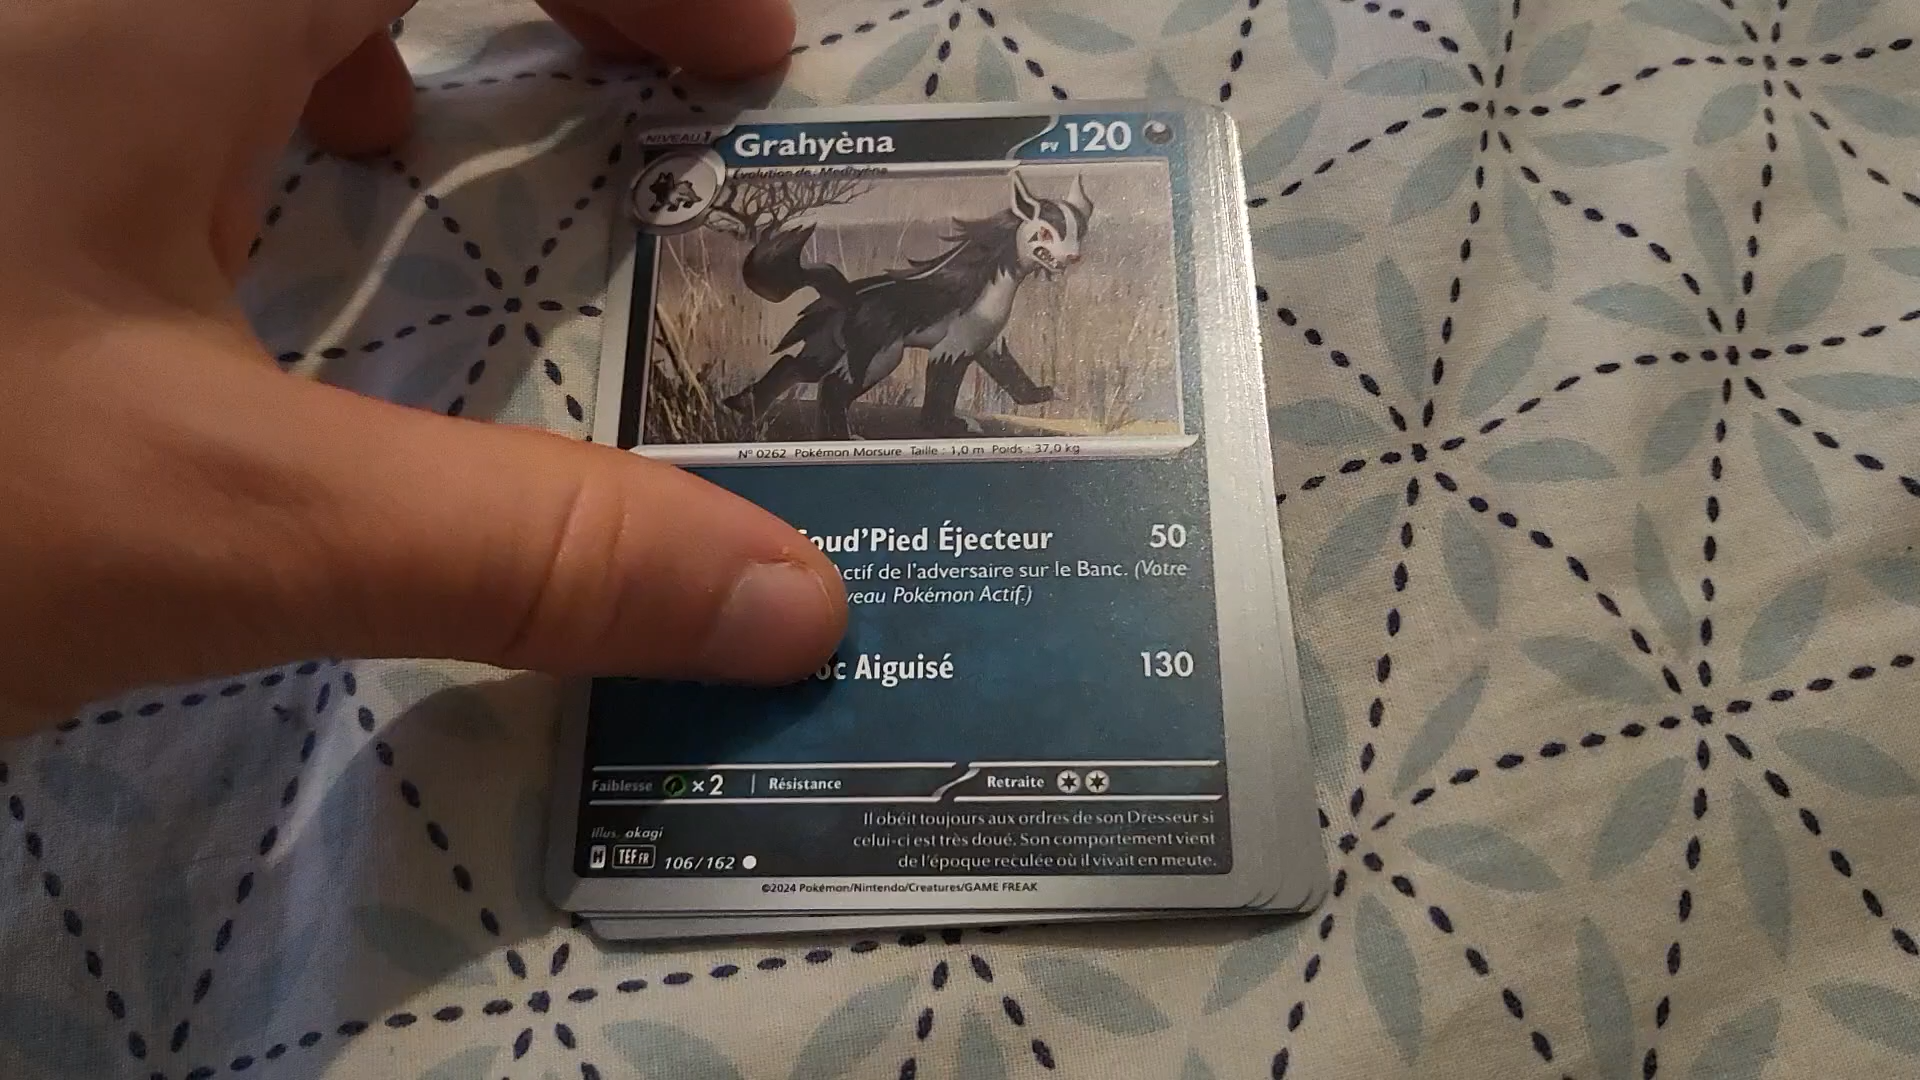 NIVEAU 1
Grahyèna
PV 120
Évolution de Medhyèna
N° 0262 Pokémon Morsure Taille : 1,0 m Poids : 37,0 kg
oud'Pied Éjecteur 50
Actif de l'adversaire sur le Banc. (Votre
veau Pokémon Actif.)
oc Aiguisé 130
Faiblesse ×2 Résistance Retraite
Il obéit toujours aux ordres de son Dresseur si
celui-ci est très doué. Son comportement vient
de l'époque reculée où il vivait en meute.
Illus. akagi
H TEF FR 106/162
©2024 Pokémon/Nintendo/Creatures/GAME FREAK